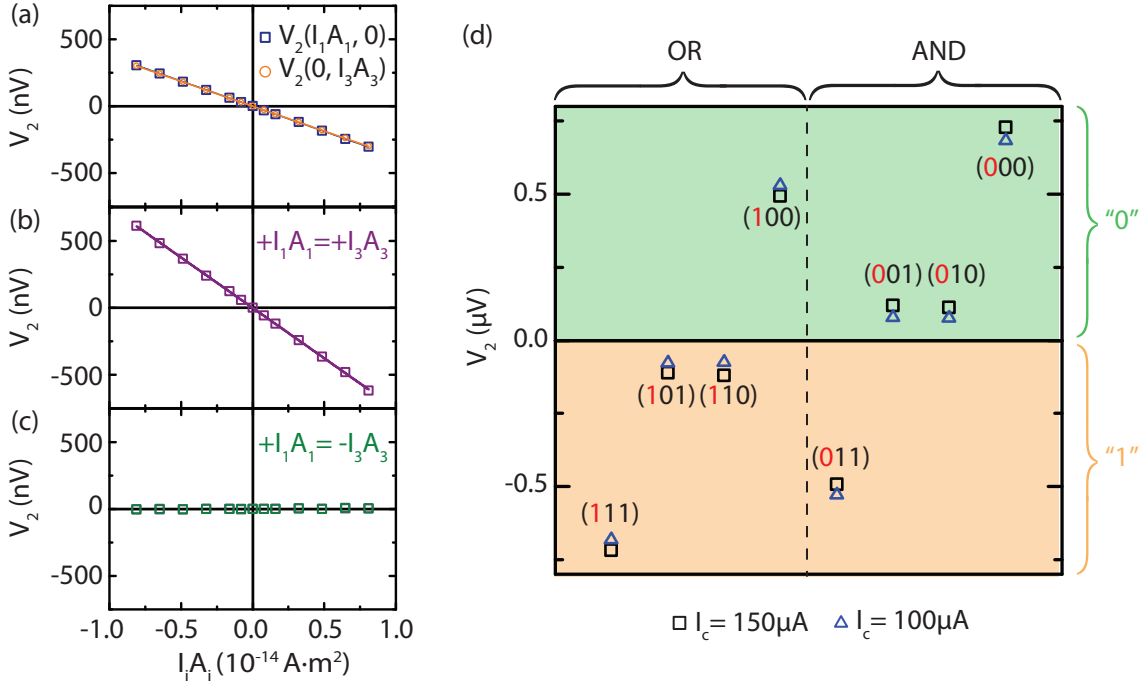 (a)
500
0
-500
V₂ (nV)
V₂(I₁A₁, 0)
V₂(0, I₃A₃)
(b)
500
0
-500
V₂ (nV)
+I₁A₁=+I₃A₃
(c)
500
0
-500
V₂ (nV)
+I₁A₁= -I₃A₃
-1.0 -0.5 0.0 0.5 1.0
IᵢAᵢ (10⁻¹⁴ A·m²)
(d)
OR AND
0.5
0.0
-0.5
V₂ (µV)
(000)
(100)
(001) (010)
(101) (110)
(011)
(111)
“0”
“1”
I_c = 150µA I_c = 100µA